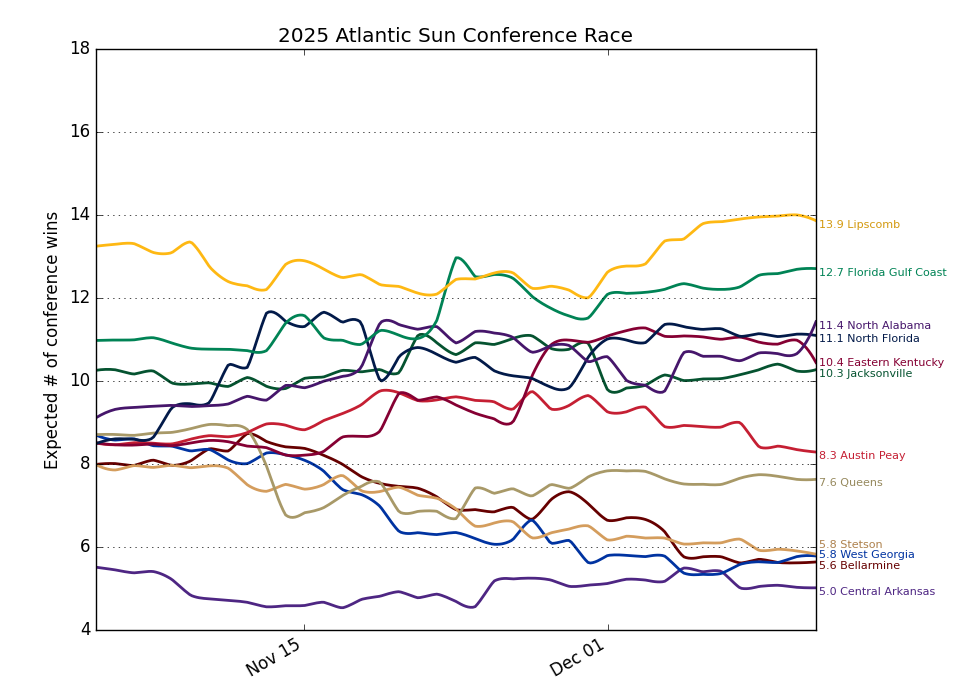 2025 Atlantic Sun Conference Race
Expected # of conference wins
18
16
14
12
10
8
6
4
Nov 15
Dec 01
13.9 Lipscomb
12.7 Florida Gulf Coast
11.4 North Alabama
11.1 North Florida
10.4 Eastern Kentucky
10.3 Jacksonville
8.3 Austin Peay
7.6 Queens
5.8 Stetson
5.8 West Georgia
5.6 Bellarmine
5.0 Central Arkansas